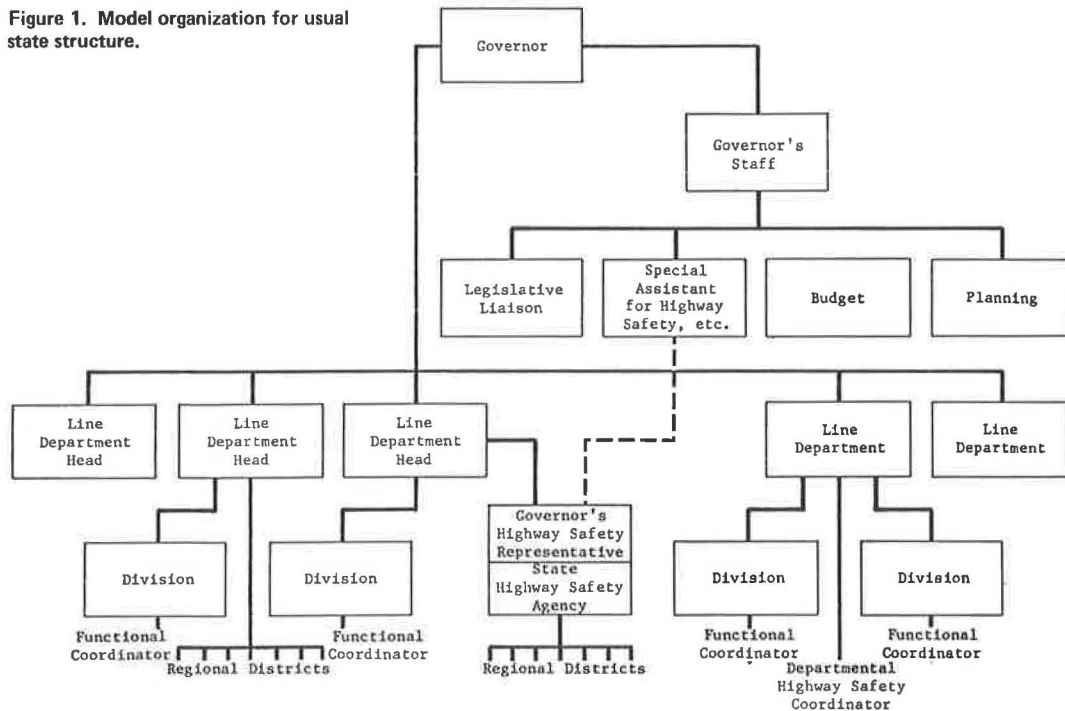 Figure 1. Model organization for usual
state structure.
Governor
Governor's
Staff
Legislative
Liaison
Special
Assistant
for Highway
Safety, etc.
Budget
Planning
Line
Department
Head
Line
Department
Head
Line
Department
Head
Line
Department
Line
Department
Governor's
Highway Safety
Representative
State
Highway Safety
Agency
Division
Division
Division
Division
Functional
Coordinator
Regional Districts
Functional
Coordinator
Regional Districts
Functional
Coordinator
Departmental
Highway Safety
Coordinator
Functional
Coordinator